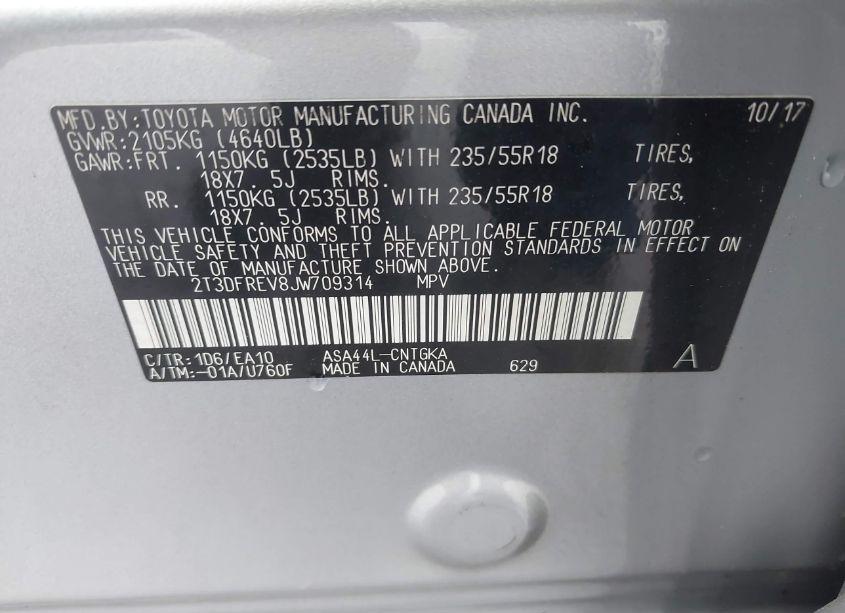 MFD.BY:TOYOTA MOTOR MANUFACTURING CANADA INC. 10/17
GVWR:2105KG (4640LB)
GAWR:FRT. 1150KG (2535LB) WITH 235/55R18 TIRES,
18X7.5J RIMS.
RR. 1150KG (2535LB) WITH 235/55R18 TIRES,
18X7.5J RIMS.
THIS VEHICLE CONFORMS TO ALL APPLICABLE FEDERAL MOTOR
VEHICLE SAFETY AND THEFT PREVENTION STANDARDS IN EFFECT ON
THE DATE OF MANUFACTURE SHOWN ABOVE.
2T3DFREV8JW709314 MPV
C/TR:1D6/EA10 ASA44L-CNTGKA
A/TM:-01A/U760F MADE IN CANADA 629 A